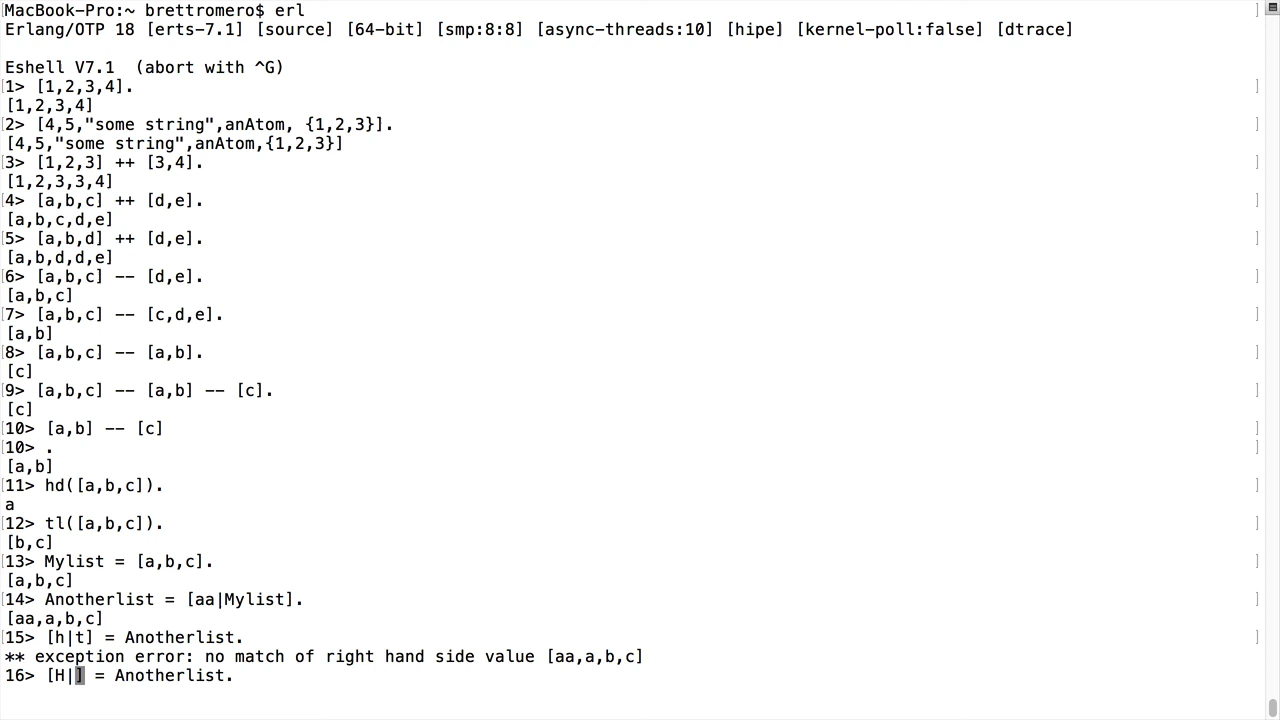 MacBook-Pro:~ brettromero$ erl
Erlang/OTP 18 [erts-7.1] [source] [64-bit] [smp:8:8] [async-threads:10] [hipe] [kernel-poll:false] [dtrace]
Eshell V7.1  (abort with ^G)
1> [1,2,3,4].
[1,2,3,4]
2> [4,5,"some string",anAtom, {1,2,3}].
[4,5,"some string",anAtom,{1,2,3}]
3> [1,2,3] ++ [3,4].
[1,2,3,3,4]
4> [a,b,c] ++ [d,e].
[a,b,c,d,e]
5> [a,b,d] ++ [d,e].
[a,b,d,d,e]
6> [a,b,c] -- [d,e].
[a,b,c]
7> [a,b,c] -- [c,d,e].
[a,b]
8> [a,b,c] -- [a,b].
[c]
9> [a,b,c] -- [a,b] -- [c].
[c]
10> [a,b] -- [c]
10> .
[a,b]
11> hd([a,b,c]).
a
12> tl([a,b,c]).
[b,c]
13> Mylist = [a,b,c].
[a,b,c]
14> Anotherlist = [aa|Mylist].
[aa,a,b,c]
15> [h|t] = Anotherlist.
** exception error: no match of right hand side value [aa,a,b,c]
16> [H|] = Anotherlist.